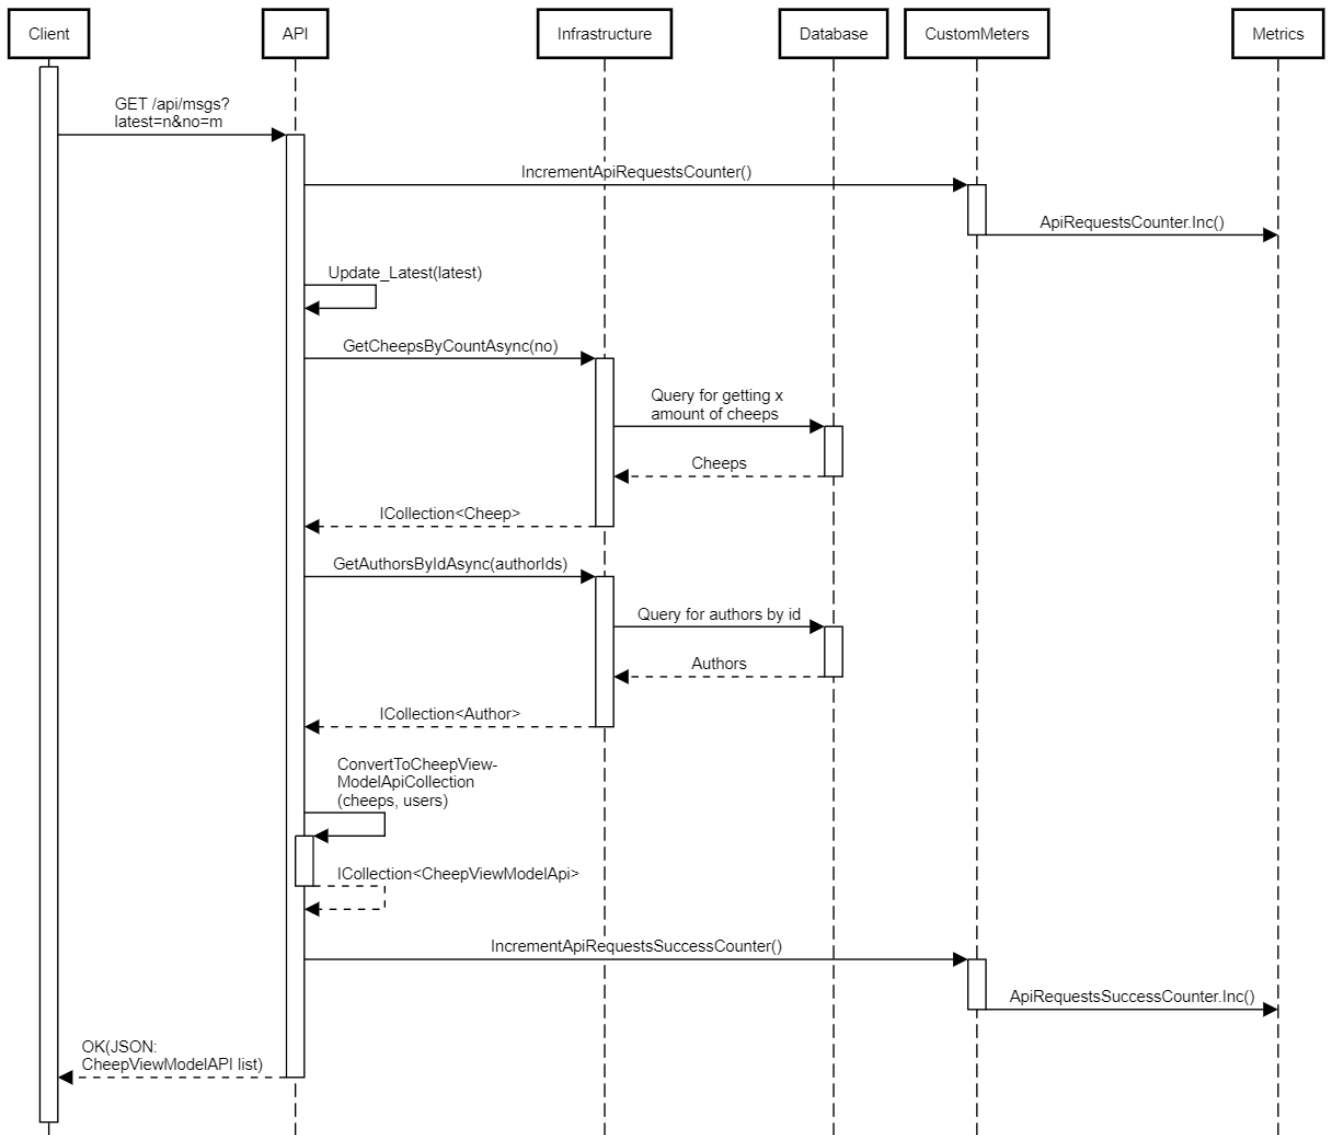 Client
API
Infrastructure
Database
CustomMeters
Metrics
GET /api/msgs?
latest=n&no=m
IncrementApiRequestsCounter()
ApiRequestsCounter.Inc()
Update_Latest(latest)
GetCheepsByCountAsync(no)
Query for getting x
amount of cheeps
Cheeps
ICollection<Cheep>
GetAuthorsByIdAsync(authorIds)
Query for authors by id
Authors
ICollection<Author>
ConvertToCheepView-
ModelApiCollection
(cheeps, users)
ICollection<CheepViewModelApi>
IncrementApiRequestsSuccessCounter()
ApiRequestsSuccessCounter.Inc()
OK(JSON:
CheepViewModelAPI list)